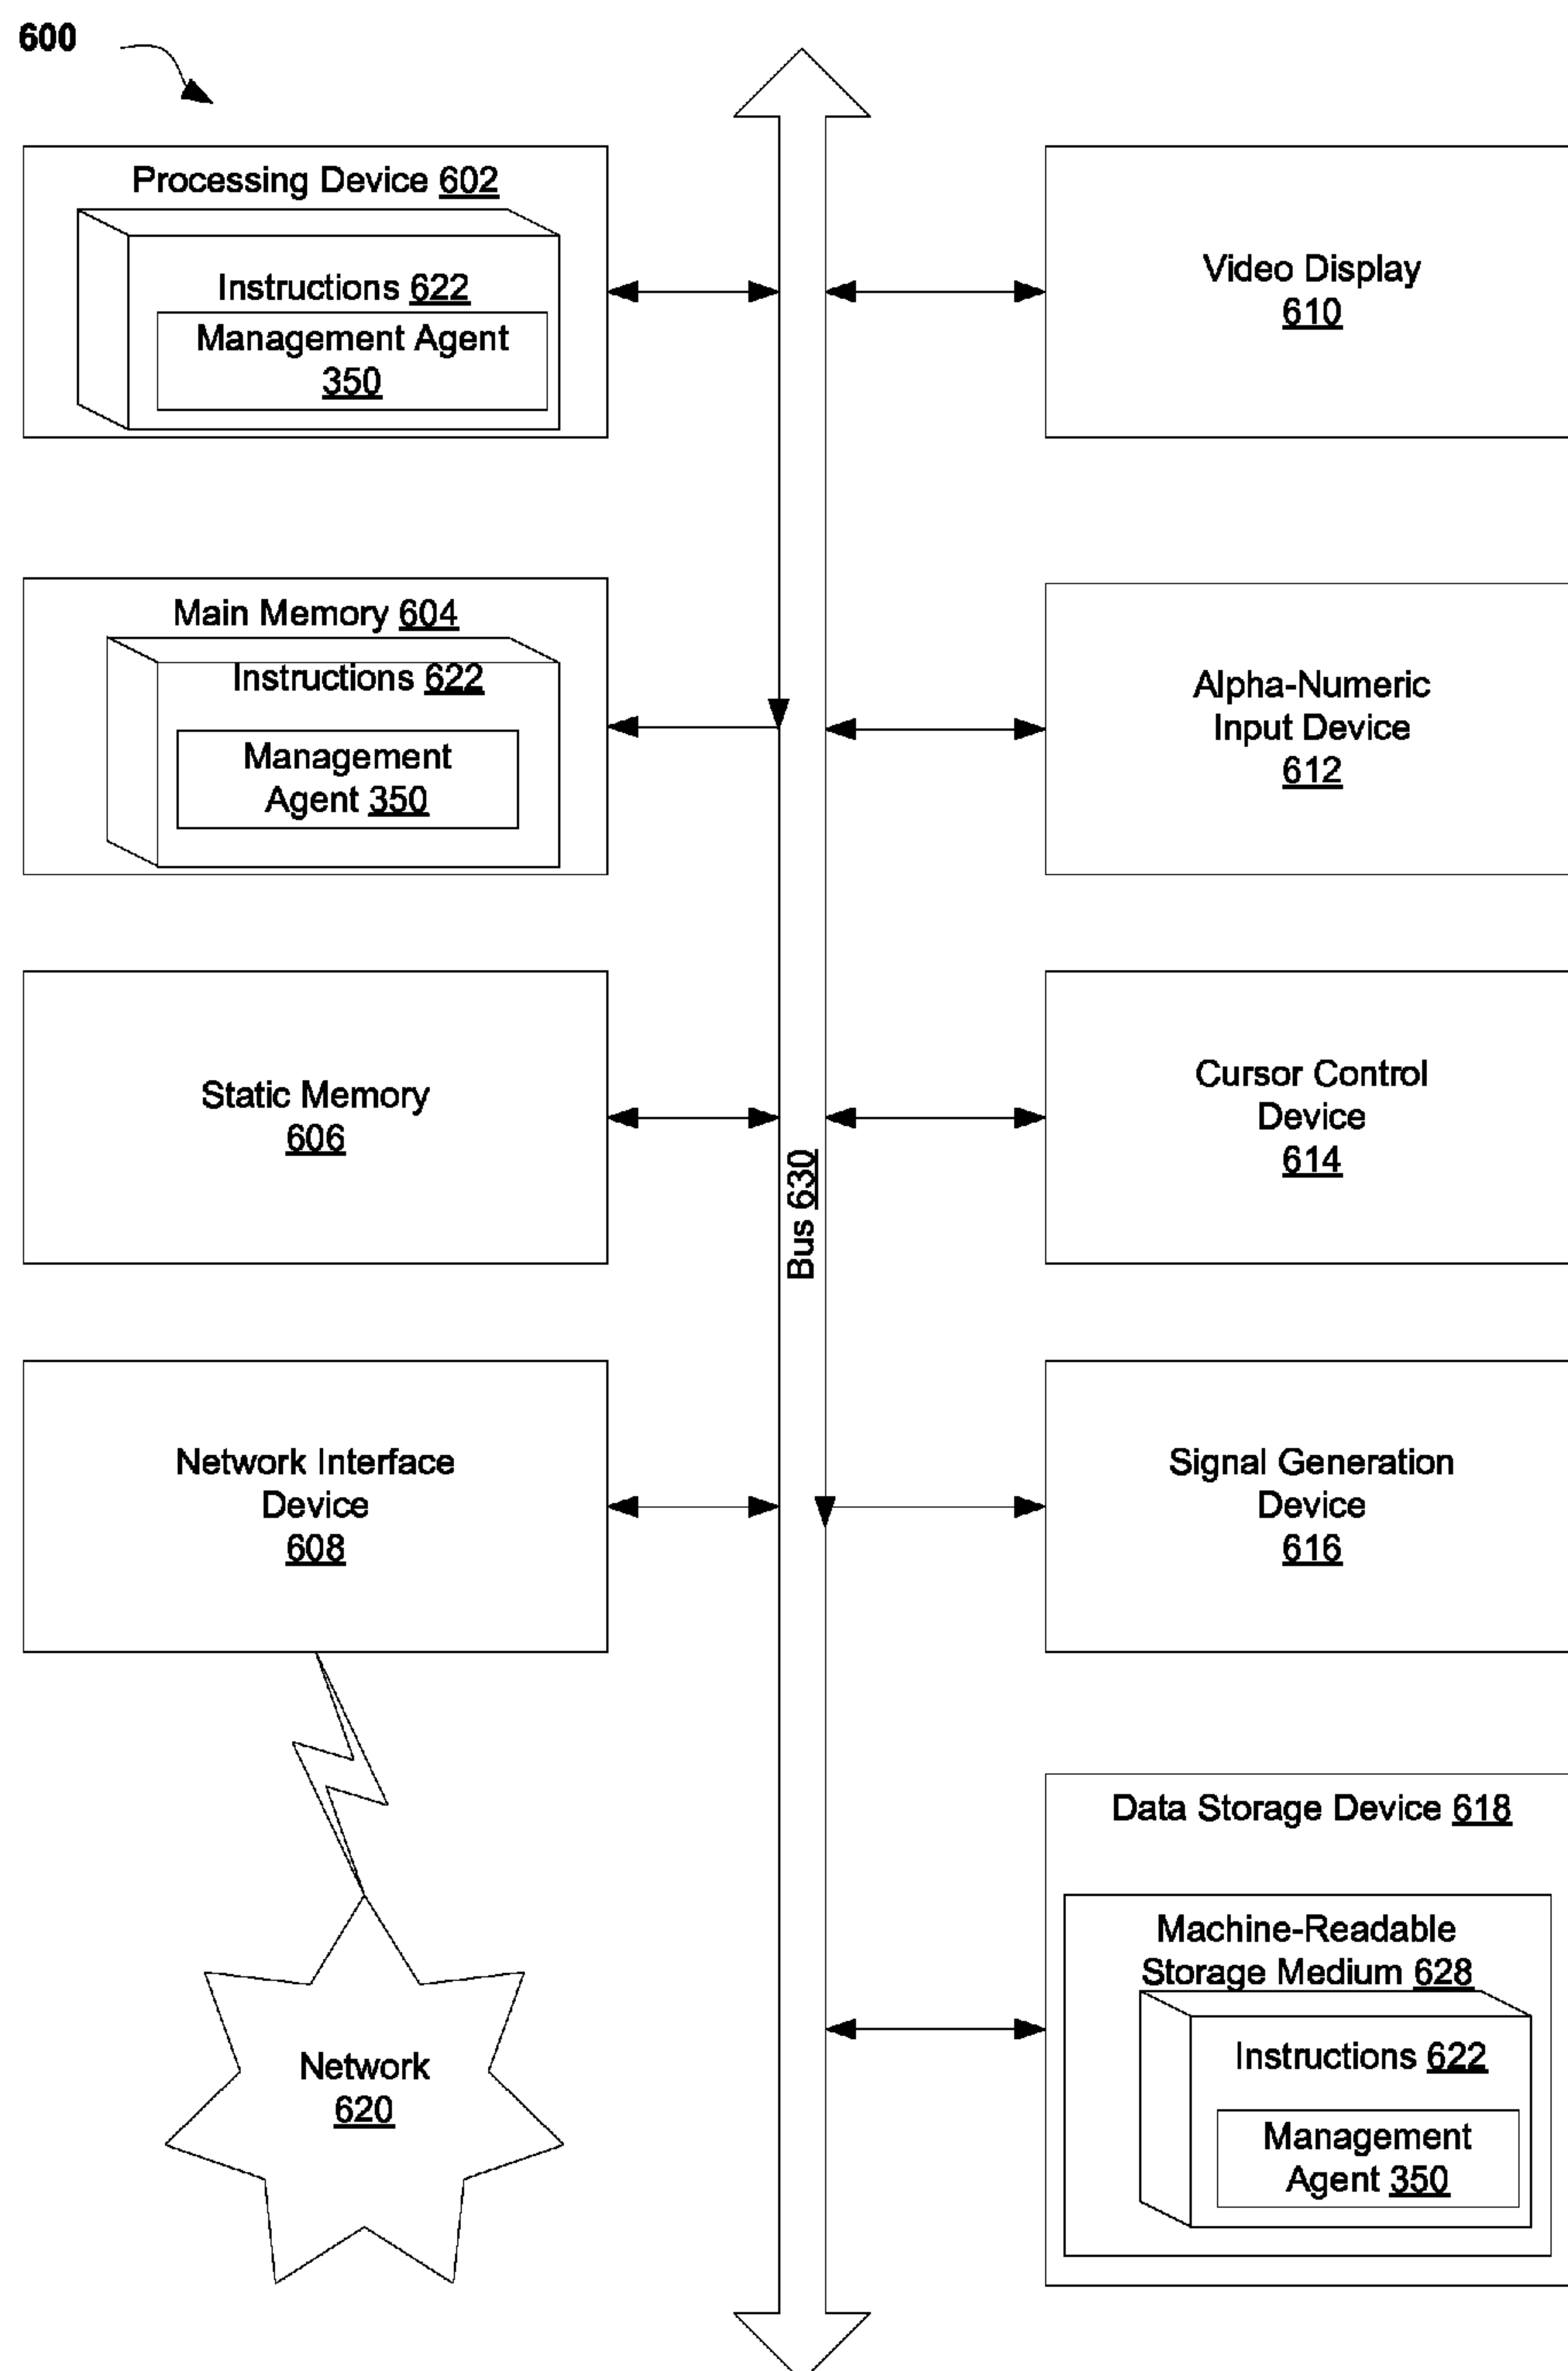 600
Processing Device 602
Instructions 622
Management Agent
350
Video Display
610
Main Memory 604
Instructions 622
Management
Agent 350
Alpha-Numeric
Input Device
612
Static Memory
606
Cursor Control
Device
614
Bus 630
Network Interface
Device
608
Signal Generation
Device
616
Data Storage Device 618
Machine-Readable
Storage Medium 628
Instructions 622
Management
Agent 350
Network
620